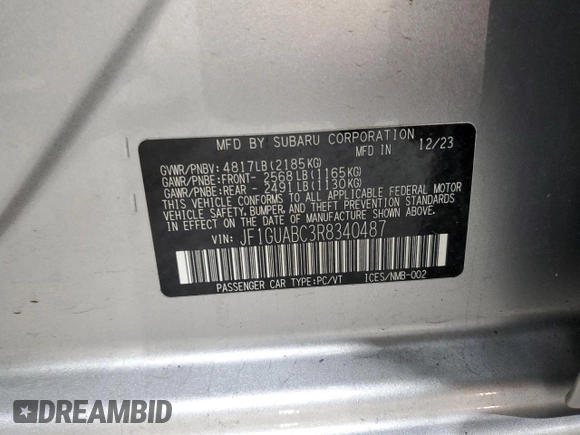 MFD BY SUBARU CORPORATION
MFD IN 12/23
GVWR/PNBV: 4817LB(2185KG)
GAWR/PNBE:FRONT- 2568LB(1165KG)
GAWR/PNBE:REAR - 2491LB(1130KG)
THIS VEHICLE CONFORMS TO ALL APPLICABLE FEDERAL MOTOR
VEHICLE SAFETY,BUMPER,AND THEFT PREVENTION STANDARDS
IN EFFECT ON THE DATE OF MANUFACTURE SHOWN ABOVE.
VIN: JF1GUABC3R8340487
PASSENGER CAR TYPE:PC/VT ICES/NMB-002
DREAMBID